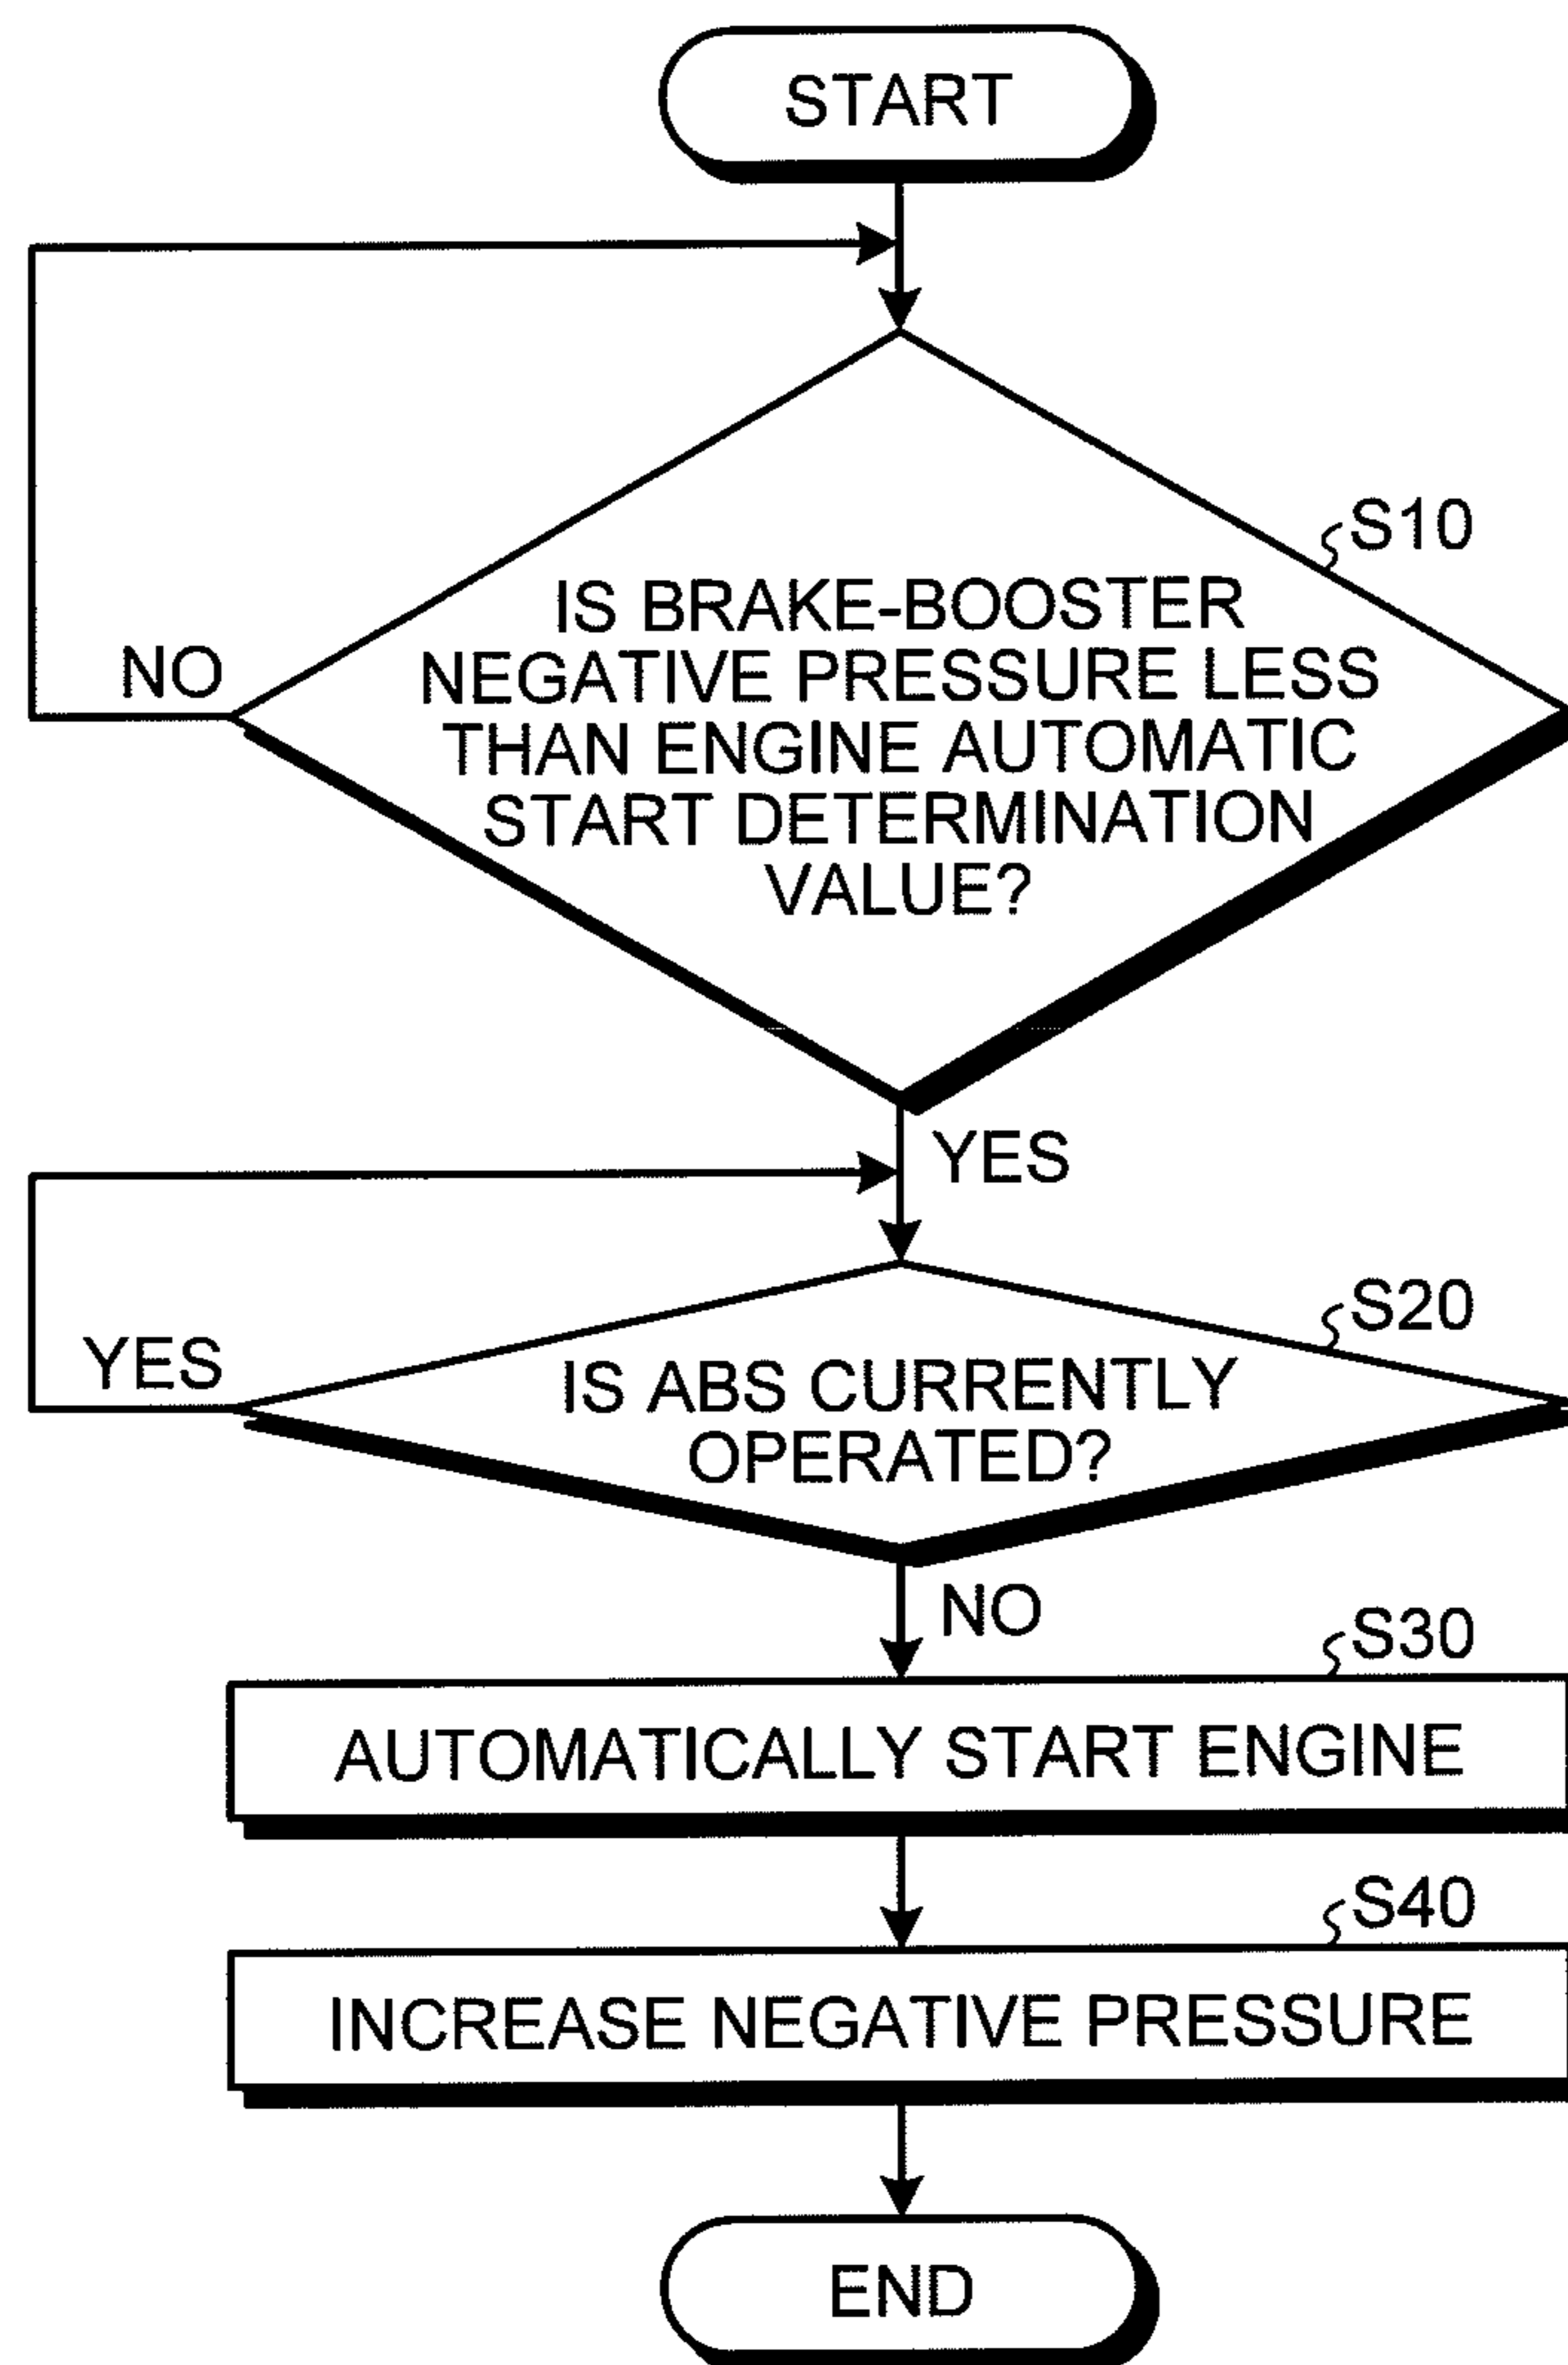 START
S10
IS BRAKE-BOOSTER
NEGATIVE PRESSURE LESS
THAN ENGINE AUTOMATIC
START DETERMINATION
VALUE?
NO
YES
S20
YES
IS ABS CURRENTLY
OPERATED?
NO
S30
AUTOMATICALLY START ENGINE
S40
INCREASE NEGATIVE PRESSURE
END